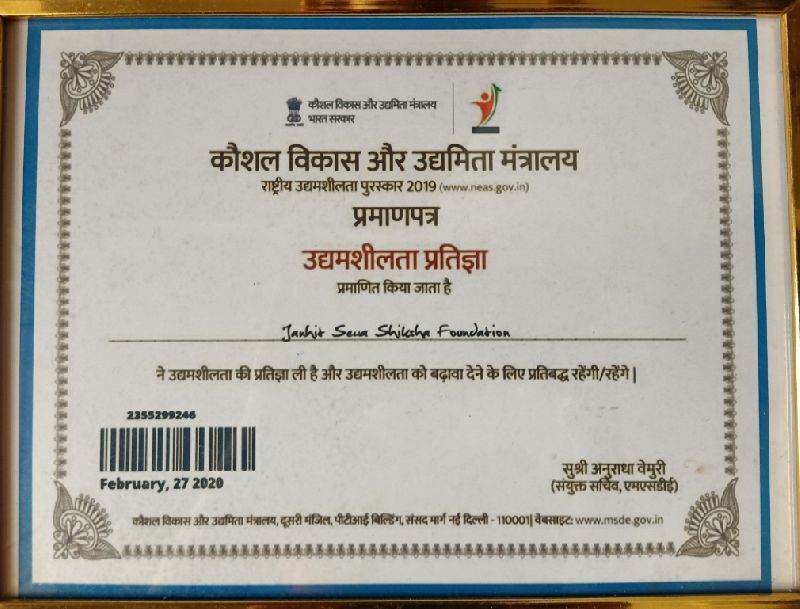 कौशल विकास और उद्यमिता मंत्रालय
भारत सरकार
कौशल विकास और उद्यमिता मंत्रालय
राष्ट्रीय उद्यमशीलता पुरस्कार 2019 (www.neas.gov.in)
प्रमाणपत्र
उद्यमशीलता प्रतिज्ञा
प्रमाणित किया जाता है
Janhit Sewa Shiksha Foundation
ने उद्यमशीलता की प्रतिज्ञा ली है और उद्यमशीलता को बढ़ावा देने के लिए प्रतिबद्ध रहेंगी/रहेंगे |
2355299246
February, 27 2020
सुश्री अनुराधा वेमुरी
(संयुक्त सचिव, एमएसडीई)
कौशल विकास और उद्यमिता मंत्रालय, दूसरी मंजिल, पीटीआई बिल्डिंग, संसद मार्ग नई दिल्ली - 110001| वेबसाइट: www.msde.gov.in